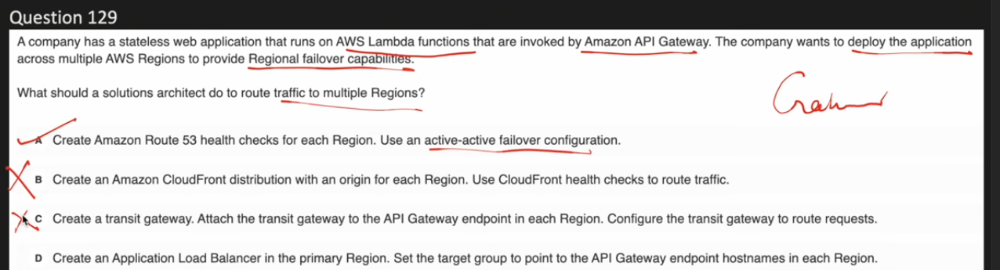 Question 129
A company has a stateless web application that runs on AWS Lambda functions that are invoked by Amazon API Gateway. The company wants to deploy the application
across multiple AWS Regions to provide Regional failover capabilities.
What should a solutions architect do to route traffic to multiple Regions?
A Create Amazon Route 53 health checks for each Region. Use an active-active failover configuration.
B Create an Amazon CloudFront distribution with an origin for each Region. Use CloudFront health checks to route traffic.
C Create a transit gateway. Attach the transit gateway to the API Gateway endpoint in each Region. Configure the transit gateway to route requests.
D Create an Application Load Balancer in the primary Region. Set the target group to point to the API Gateway endpoint hostnames in each Region.